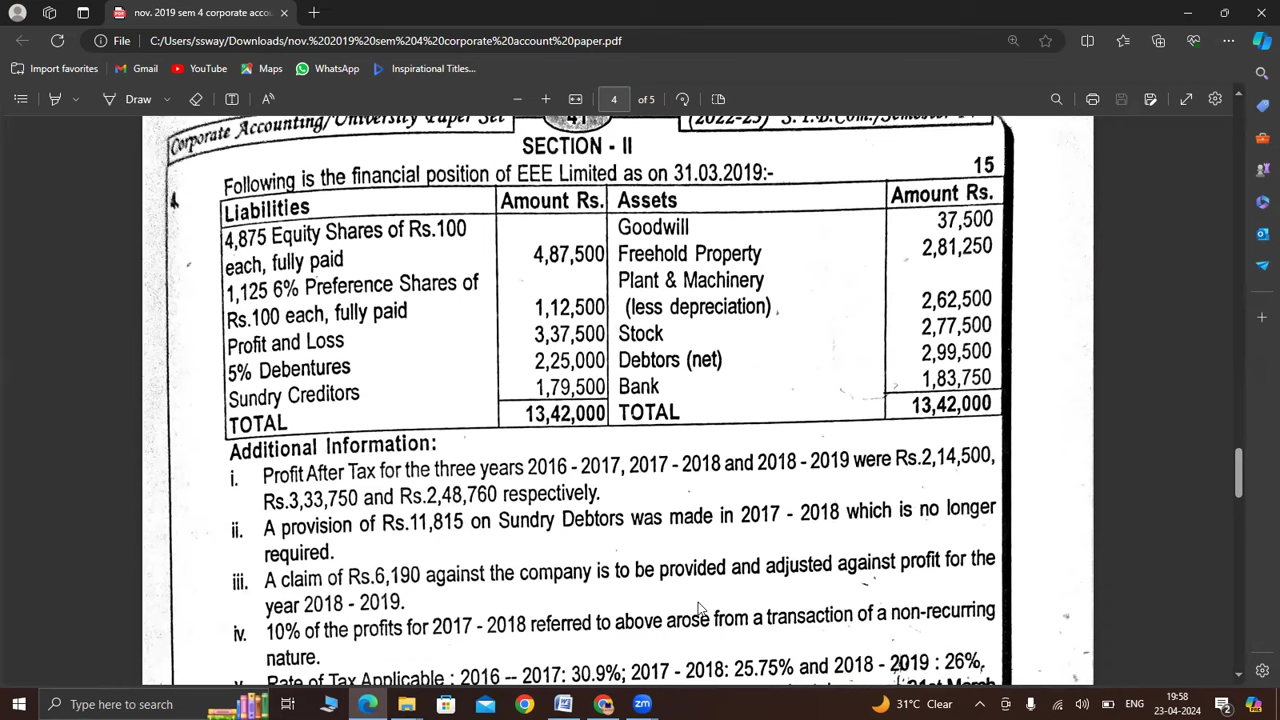 nov. 2019 sem 4 corporate accou
File C:/Users/ssway/Downloads/nov.%202019%20sem%204%20corporate%20account%20paper.pdf
Import favorites Gmail YouTube Maps WhatsApp Inspirational Titles...
Draw 4 of 5
Corporate Accounting/University Paper Set 41 (2022-23)
SECTION - II
4. Following is the financial position of EEE Limited as on 31.03.2019:- 15
Liabilities Amount Rs. Assets Amount Rs.
4,875 Equity Shares of Rs.100 Goodwill 37,500
each, fully paid 4,87,500 Freehold Property 2,81,250
1,125 6% Preference Shares of Plant & Machinery
Rs.100 each, fully paid 1,12,500 (less depreciation) 2,62,500
Profit and Loss 3,37,500 Stock 2,77,500
5% Debentures 2,25,000 Debtors (net) 2,99,500
Sundry Creditors 1,79,500 Bank 1,83,750
TOTAL 13,42,000 TOTAL 13,42,000
Additional Information:
i. Profit After Tax for the three years 2016 - 2017, 2017 - 2018 and 2018 - 2019 were Rs.2,14,500,
Rs.3,33,750 and Rs.2,48,760 respectively.
ii. A provision of Rs.11,815 on Sundry Debtors was made in 2017 - 2018 which is no longer
required.
iii. A claim of Rs.6,190 against the company is to be provided and adjusted against profit for the
year 2018 - 2019.
iv. 10% of the profits for 2017 - 2018 referred to above arose from a transaction of a non-recurring
nature.
v. Rate of Tax Applicable : 2016 -- 2017: 30.9%; 2017 - 2018: 25.75% and 2018 - 2019 : 26%,
31st March
Type here to search 31°C Clear 19:58
23-04-2024